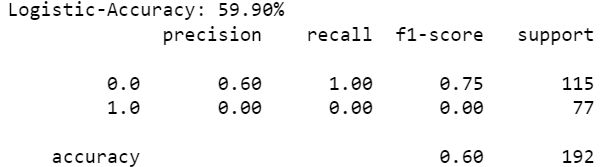 Logistic-Accuracy: 59.90%
precision recall f1-score support
0.0 0.60 1.00 0.75 115
1.0 0.00 0.00 0.00 77
accuracy 0.60 192